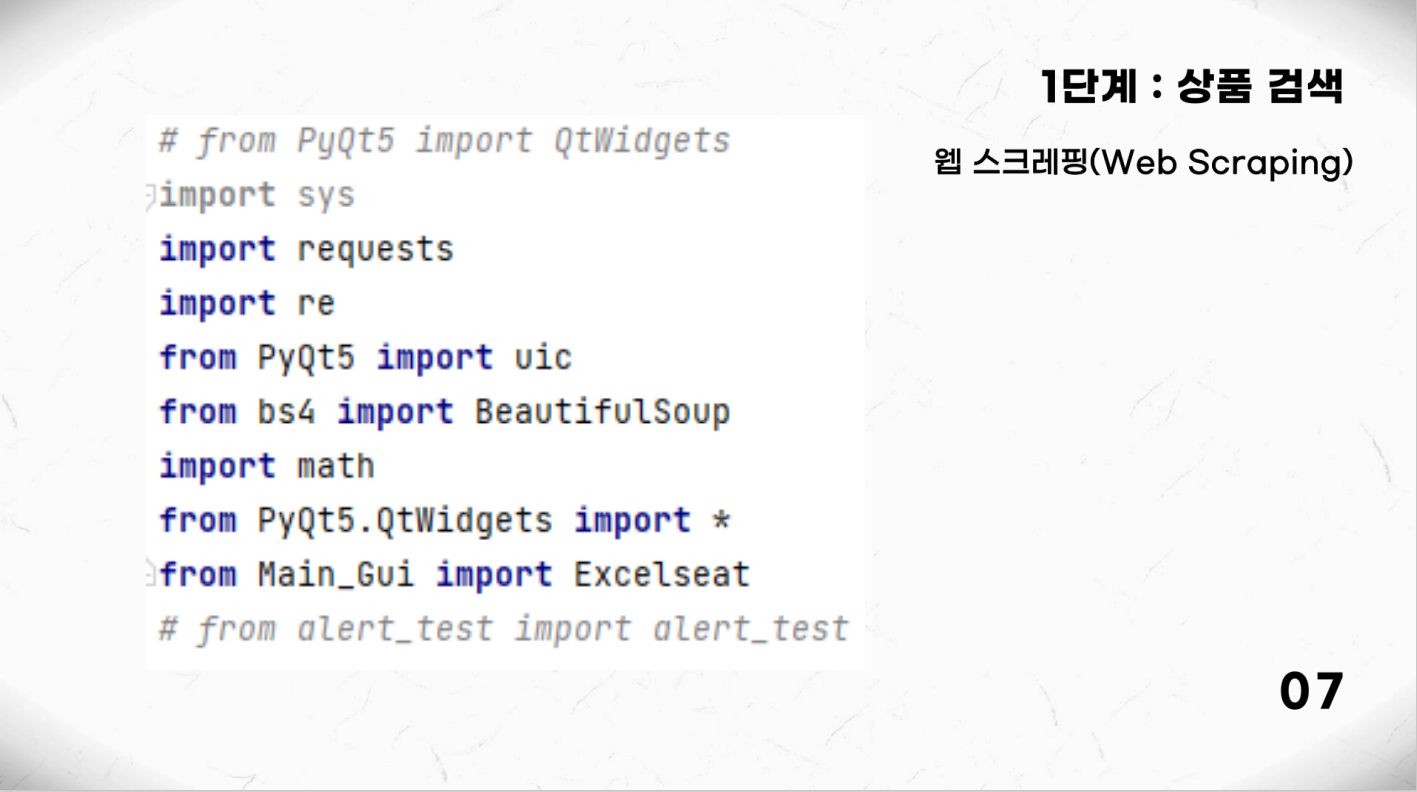 1단계 : 상품 검색
웹 스크레핑(Web Scraping)
# from PyQt5 import QtWidgets
import sys
import requests
import re
from PyQt5 import uic
from bs4 import BeautifulSoup
import math
from PyQt5.QtWidgets import *
from Main_Gui import Excelseat
# from alert_test import alert_test
07